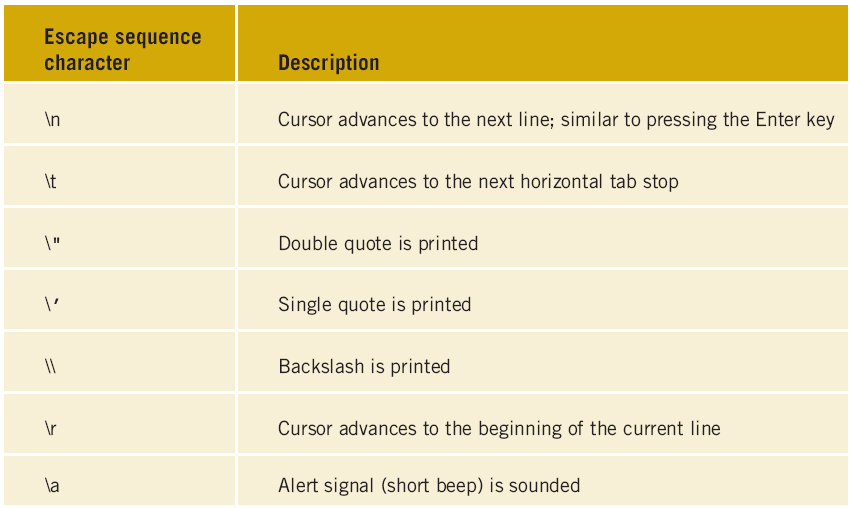 Escape sequence
character Description
\n Cursor advances to the next line; similar to pressing the Enter key
\t Cursor advances to the next horizontal tab stop
\" Double quote is printed
\’ Single quote is printed
\\ Backslash is printed
\r Cursor advances to the beginning of the current line
\a Alert signal (short beep) is sounded